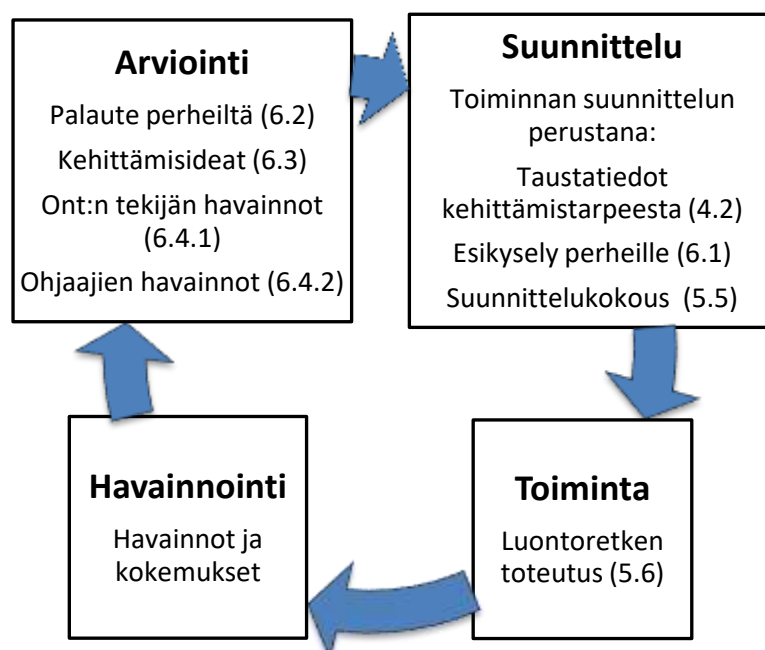 Arviointi
Palaute perheiltä (6.2)
Kehittämisideat (6.3)
Ont:n tekijän havainnot
(6.4.1)
Ohjaajien havainnot (6.4.2)
Suunnittelu
Toiminnan suunnittelun
perustana:
Taustatiedot
kehittämistarpeesta (4.2)
Esikysely perheille (6.1)
Suunnittelukokous (5.5)
Havainnointi
Havainnot ja
kokemukset
Toiminta
Luontoretken
toteutus (5.6)